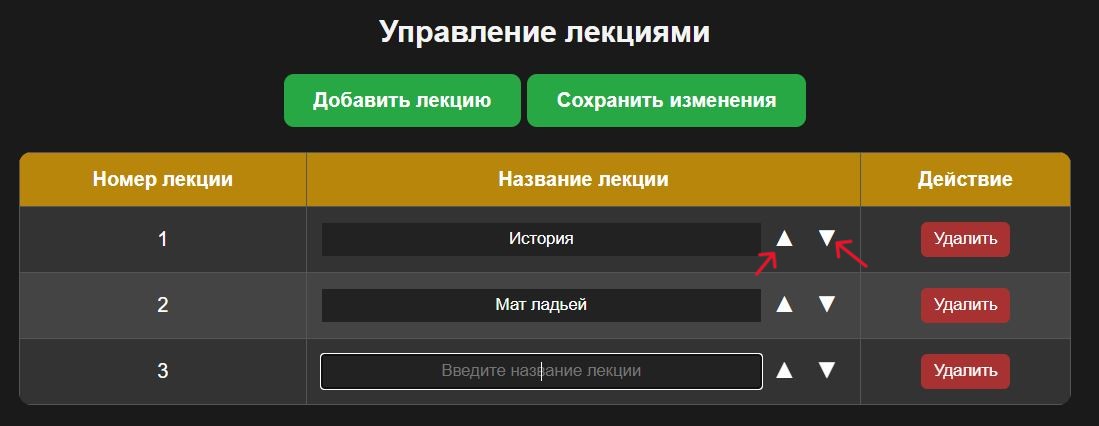 Управление лекциями
Добавить лекцию Сохранить изменения
Номер лекции Название лекции Действие
1 История ▲ ▼ Удалить
2 Мат ладьей ▲ ▼ Удалить
3 Введите название лекции ▲ ▼ Удалить